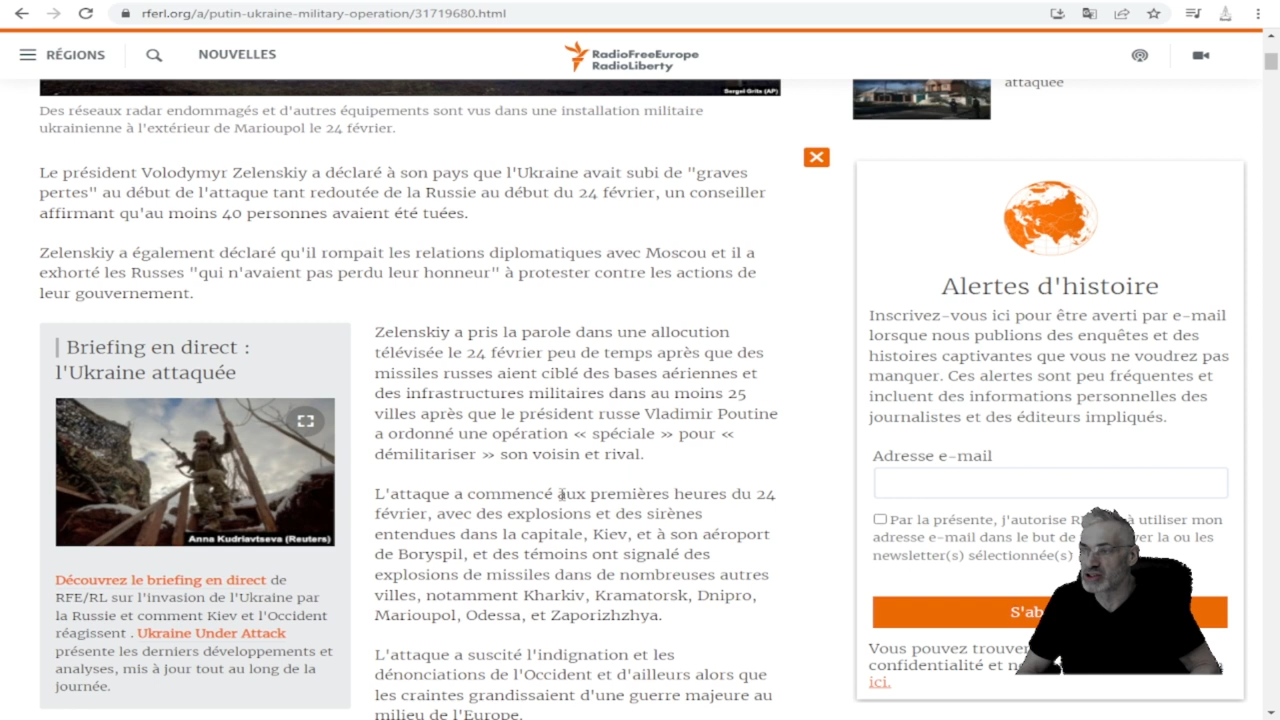 rferl.org/a/putin-ukraine-military-operation/31719680.html
RÉGIONS
NOUVELLES
RadioFreeEurope
RadioLiberty
Sergei Grits (AP)
attaquée
Des réseaux radar endommagés et d'autres équipements sont vus dans une installation militaire
ukrainienne à l'extérieur de Marioupol le 24 février.
Le président Volodymyr Zelenskiy a déclaré à son pays que l'Ukraine avait subi de "graves
pertes" au début de l'attaque tant redoutée de la Russie au début du 24 février, un conseiller
affirmant qu'au moins 40 personnes avaient été tuées.
Zelenskiy a également déclaré qu'il rompait les relations diplomatiques avec Moscou et il a
exhorté les Russes "qui n'avaient pas perdu leur honneur" à protester contre les actions de
leur gouvernement.
Briefing en direct :
l'Ukraine attaquée
Anna Kudriavtseva (Reuters)
Découvrez le briefing en direct de
RFE/RL sur l'invasion de l'Ukraine par
la Russie et comment Kiev et l'Occident
réagissent . Ukraine Under Attack
présente les derniers développements et
analyses, mis à jour tout au long de la
journée.
Zelenskiy a pris la parole dans une allocution
télévisée le 24 février peu de temps après que des
missiles russes aient ciblé des bases aériennes et
des infrastructures militaires dans au moins 25
villes après que le président russe Vladimir Poutine
a ordonné une opération « spéciale » pour «
démilitariser » son voisin et rival.
L'attaque a commencé aux premières heures du 24
février, avec des explosions et des sirènes
entendues dans la capitale, Kiev, et à son aéroport
de Boryspil, et des témoins ont signalé des
explosions de missiles dans de nombreuses autres
villes, notamment Kharkiv, Kramatorsk, Dnipro,
Marioupol, Odessa, et Zaporizhzhya.
L'attaque a suscité l'indignation et les
dénonciations de l'Occident et d'ailleurs alors que
les craintes grandissaient d'une guerre majeure au
milieu de l'Europe.
Alertes d'histoire
Inscrivez-vous ici pour être averti par e-mail
lorsque nous publions des enquêtes et des
histoires captivantes que vous ne voudrez pas
manquer. Ces alertes sont peu fréquentes et
incluent des informations personnelles des
journalistes et des éditeurs impliqués.
Adresse e-mail
Par la présente, j'autorise à utiliser mon
adresse e-mail dans le but de la ou les
newsletter(s) sélectionnée(s)
S'ab
Vous pouvez trouver
confidentialité et
ici.